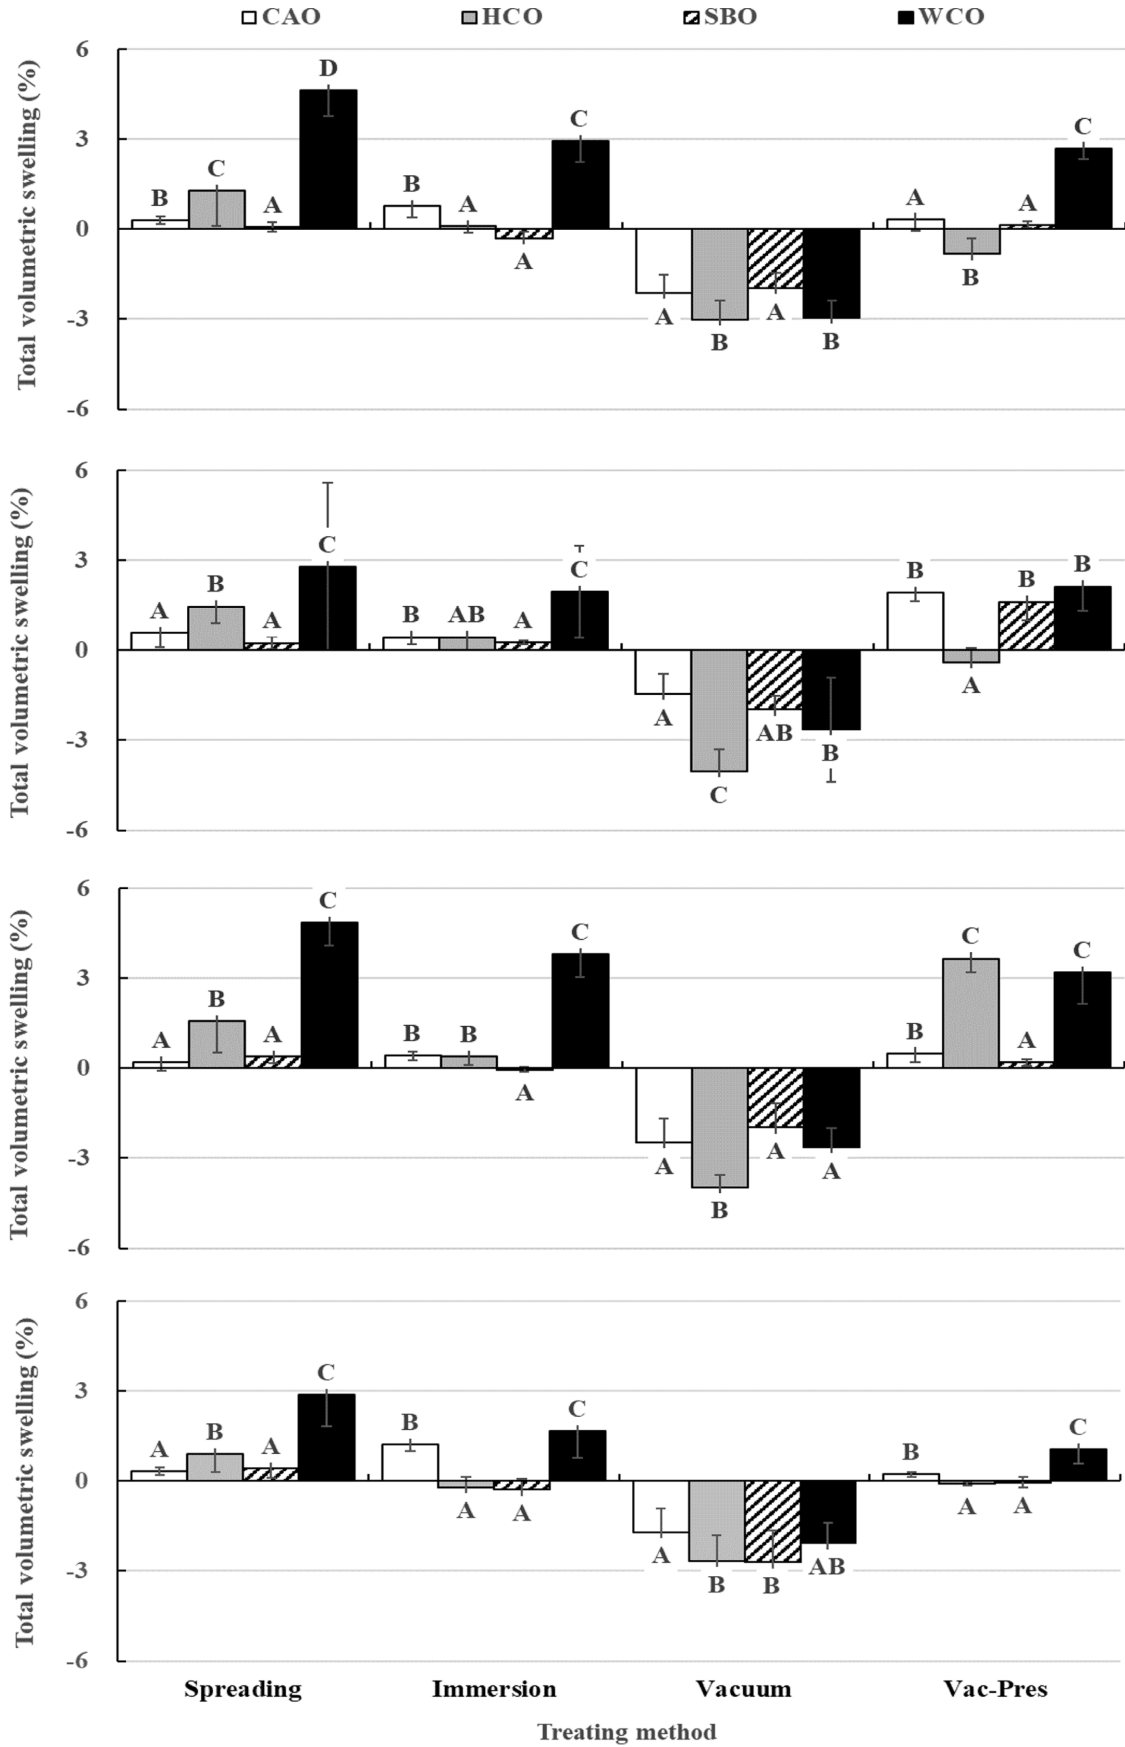 CAO HCO SBO WCO
Total volumetric swelling (%)
6
3
0
-3
-6
B C A D
B A A C
A B A B
A B A C
Total volumetric swelling (%)
6
3
0
-3
-6
A B A C
B AB A C
A C AB B
B A B B
Total volumetric swelling (%)
6
3
0
-3
-6
A B A C
B B A C
A B A A
B C A C
Total volumetric swelling (%)
6
3
0
-3
-6
A B A C
B A A C
A B B AB
B A A C
Spreading Immersion Vacuum Vac-Pres
Treating method